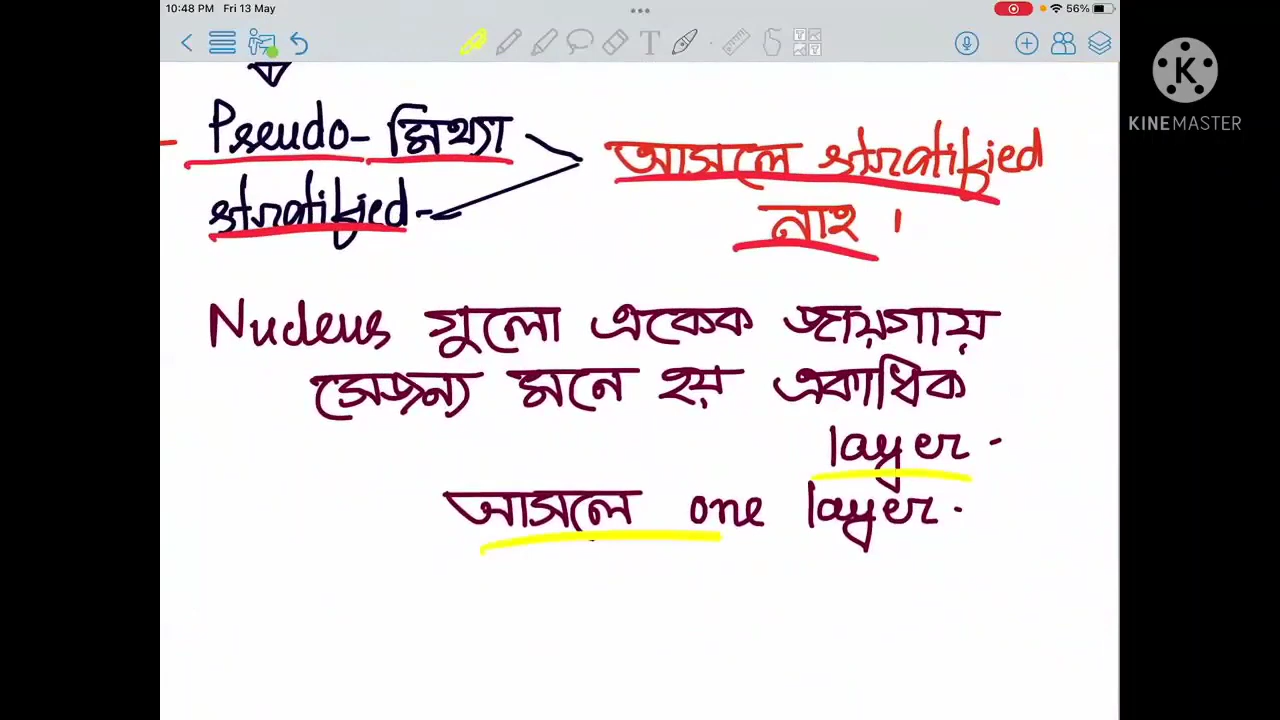 10:48 PM Fri 13 May
56%
KINEMASTER
Pseudo- মিথ্যা
stratified-
আসলে stratified
নাহ ।
Nucleus গুলো একেক জায়গায়
সেজন্য মনে হয় একাধিক
layer.
আসলে one layer.